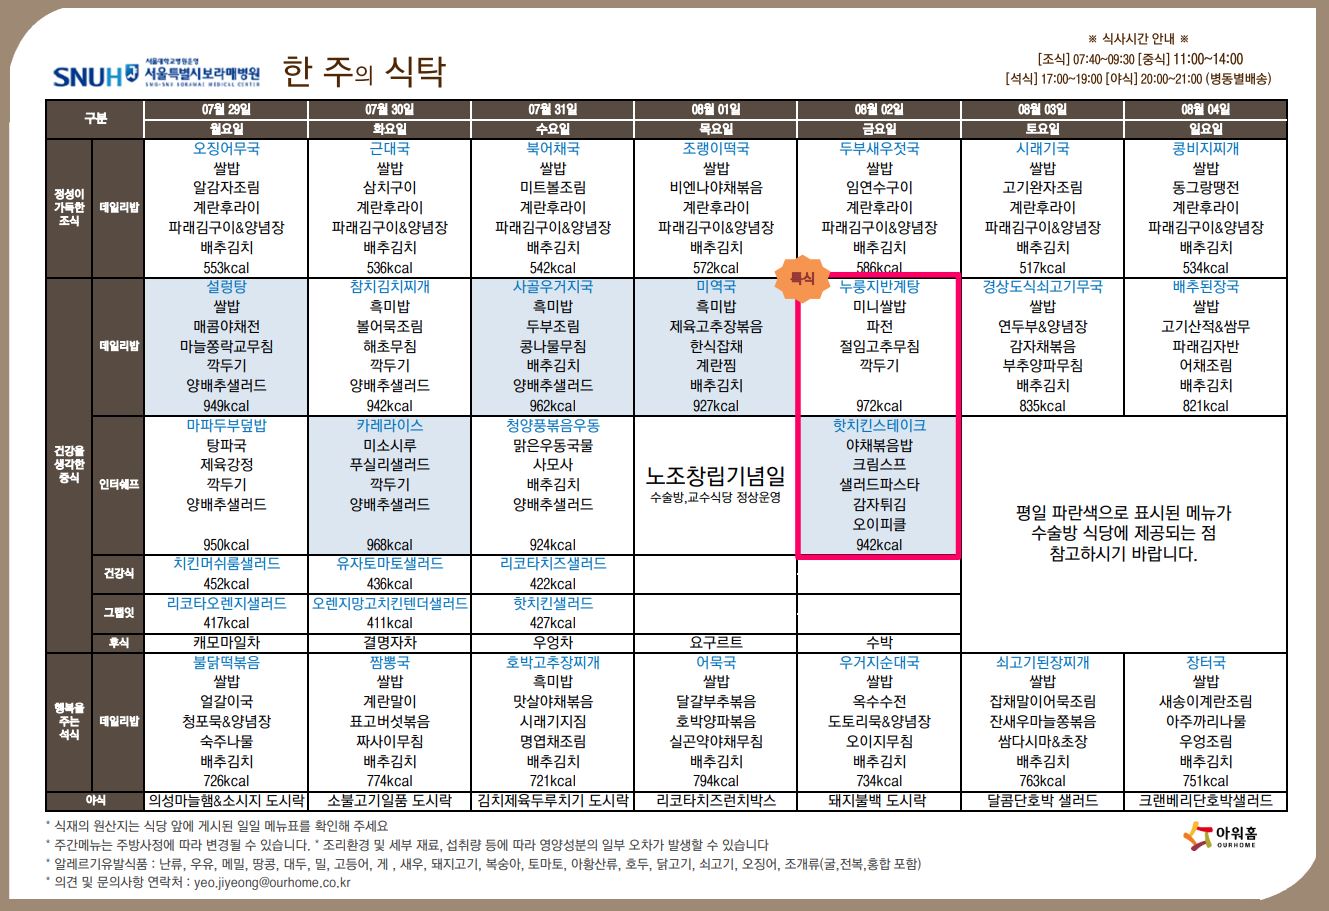 ※ 식사시간 안내 ※
[조식] 07:40~09:30 [중식] 11:00~14:00
[석식] 17:00~19:00 [야식] 20:00~21:00 (병동별배송)
SNUH 서울대학교병원운영
서울특별시보라매병원
SMG-SNU BORAMAE MEDICAL CENTER
한 주의 식탁
구분 07월 29일 07월 30일 07월 31일 08월 01일 08월 02일 08월 03일 08월 04일
월요일 화요일 수요일 목요일 금요일 토요일 일요일
정성이 가득한 조식 데일리밥
오징어무국 근대국 북어채국 조랭이떡국 두부새우젓국 시래기국 콩비지찌개
쌀밥 쌀밥 쌀밥 쌀밥 쌀밥 쌀밥 쌀밥
알감자조림 삼치구이 미트볼조림 비엔나야채볶음 임연수구이 고기완자조림 동그랑땡전
계란후라이 계란후라이 계란후라이 계란후라이 계란후라이 계란후라이 계란후라이
파래김구이&양념장 파래김구이&양념장 파래김구이&양념장 파래김구이&양념장 파래김구이&양념장 파래김구이&양념장 파래김구이&양념장
배추김치 배추김치 배추김치 배추김치 배추김치 배추김치 배추김치
553kcal 536kcal 542kcal 572kcal 586kcal 517kcal 534kcal
특식
건강을 생각한 중식 데일리밥
설렁탕 참치김치찌개 사골우거지국 미역국 누룽지반계탕 경상도식쇠고기무국 배추된장국
쌀밥 흑미밥 흑미밥 흑미밥 미니쌀밥 쌀밥 쌀밥
매콤야채전 볼어묵조림 두부조림 제육고추장볶음 파전 연두부&양념장 고기산적&쌈무
마늘쫑락교무침 해초무침 콩나물무침 한식잡채 절임고추무침 감자채볶음 파래김자반
깍두기 깍두기 배추김치 계란찜 깍두기 부추양파무침 어채조림
양배추샐러드 양배추샐러드 양배추샐러드 배추김치 배추김치 배추김치
949kcal 942kcal 962kcal 927kcal 972kcal 835kcal 821kcal
인터쉐프
마파두부덮밥 카레라이스 청양풍볶음우동 핫치킨스테이크
탕파국 미소시루 맑은우동국물 야채볶음밥
제육강정 푸실리샐러드 사모사 크림스프
깍두기 깍두기 배추김치 샐러드파스타
양배추샐러드 양배추샐러드 양배추샐러드 감자튀김
오이피클
950kcal 968kcal 924kcal 942kcal
노조창립기념일
수술방,교수식당 정상운영
평일 파란색으로 표시된 메뉴가
수술방 식당에 제공되는 점
참고하시기 바랍니다.
건강식 치킨머쉬룸샐러드 유자토마토샐러드 리코타치즈샐러드
452kcal 436kcal 422kcal
그랩잇 리코타오렌지샐러드 오렌지망고치킨텐더샐러드 핫치킨샐러드
417kcal 411kcal 427kcal
후식 캐모마일차 결명자차 우엉차 요구르트 수박
행복을 주는 석식 데일리밥
불닭떡볶음 짬뽕국 호박고추장찌개 어묵국 우거지순대국 쇠고기된장찌개 장터국
쌀밥 쌀밥 흑미밥 쌀밥 쌀밥 쌀밥 쌀밥
얼갈이국 계란말이 맛살야채볶음 달걀부추볶음 옥수수전 잡채말이어묵조림 새송이계란조림
청포묵&양념장 표고버섯볶음 시래기지짐 호박양파볶음 도토리묵&양념장 잔새우마늘쫑볶음 아주까리나물
숙주나물 짜사이무침 명엽채조림 실곤약야채무침 오이지무침 쌈다시마&초장 우엉조림
배추김치 배추김치 배추김치 배추김치 배추김치 배추김치 배추김치
726kcal 774kcal 721kcal 794kcal 734kcal 763kcal 751kcal
야식 의성마늘햄&소시지 도시락 소불고기일품 도시락 김치제육두루치기 도시락 리코타치즈런치박스 돼지불백 도시락 달콤단호박 샐러드 크랜베리단호박샐러드
* 식재의 원산지는 식당 앞에 게시된 일일 메뉴표를 확인해 주세요
* 주간메뉴는 주방사정에 따라 변경될 수 있습니다. * 조리환경 및 세부 재료, 섭취량 등에 따라 영양성분의 일부 오차가 발생할 수 있습니다
* 알레르기유발식품 : 난류, 우유, 메밀, 땅콩, 대두, 밀, 고등어, 게 , 새우, 돼지고기, 복숭아, 토마토, 아황산류, 호두, 닭고기, 쇠고기, 오징어, 조개류(굴,전복,홍합 포함)
* 의견 및 문의사항 연락처 : yeo.jiyeong@ourhome.co.kr
아워홈
OURHOME